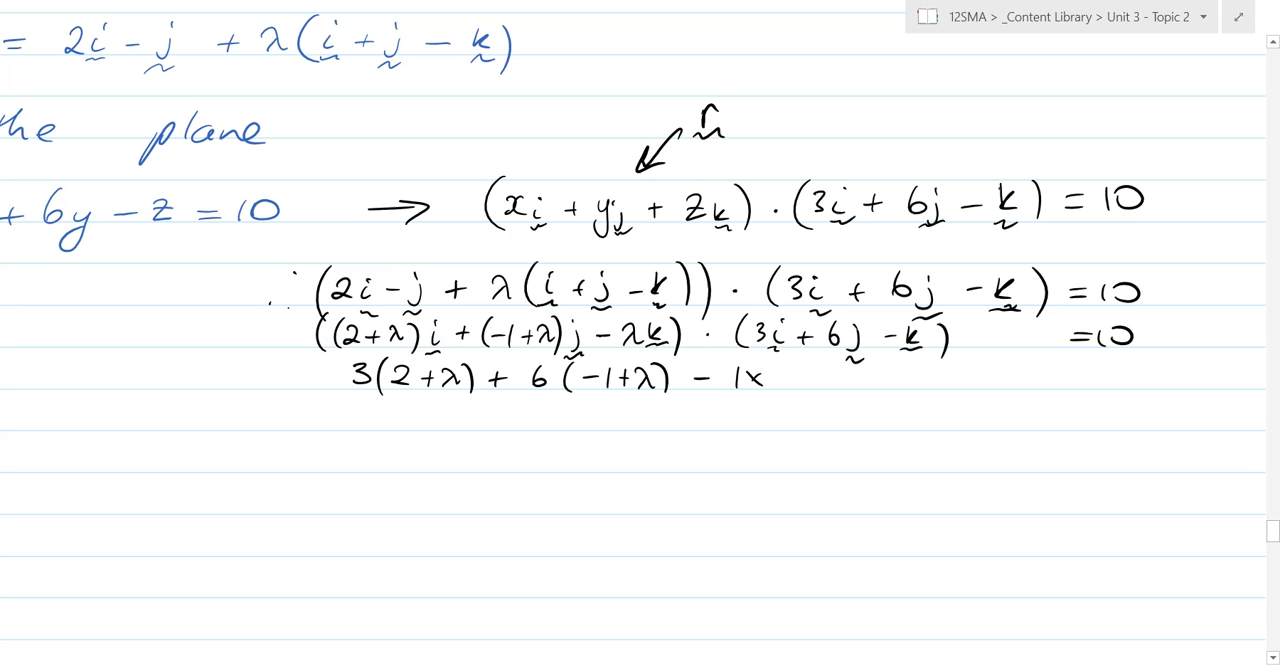 12SMA > _Content Library > Unit 3 - Topic 2
= 2i - j + λ(i + j - k)
the plane
r
+ 6y - z = 10 → (xi + yj + zk) · (3i + 6j - k) = 10
∴ (2i - j + λ(i + j - k)) · (3i + 6j - k) = 10
((2+λ)i + (-1+λ)j - λk) · (3i + 6j - k) = 10
3(2+λ) + 6(-1+λ) - 1x